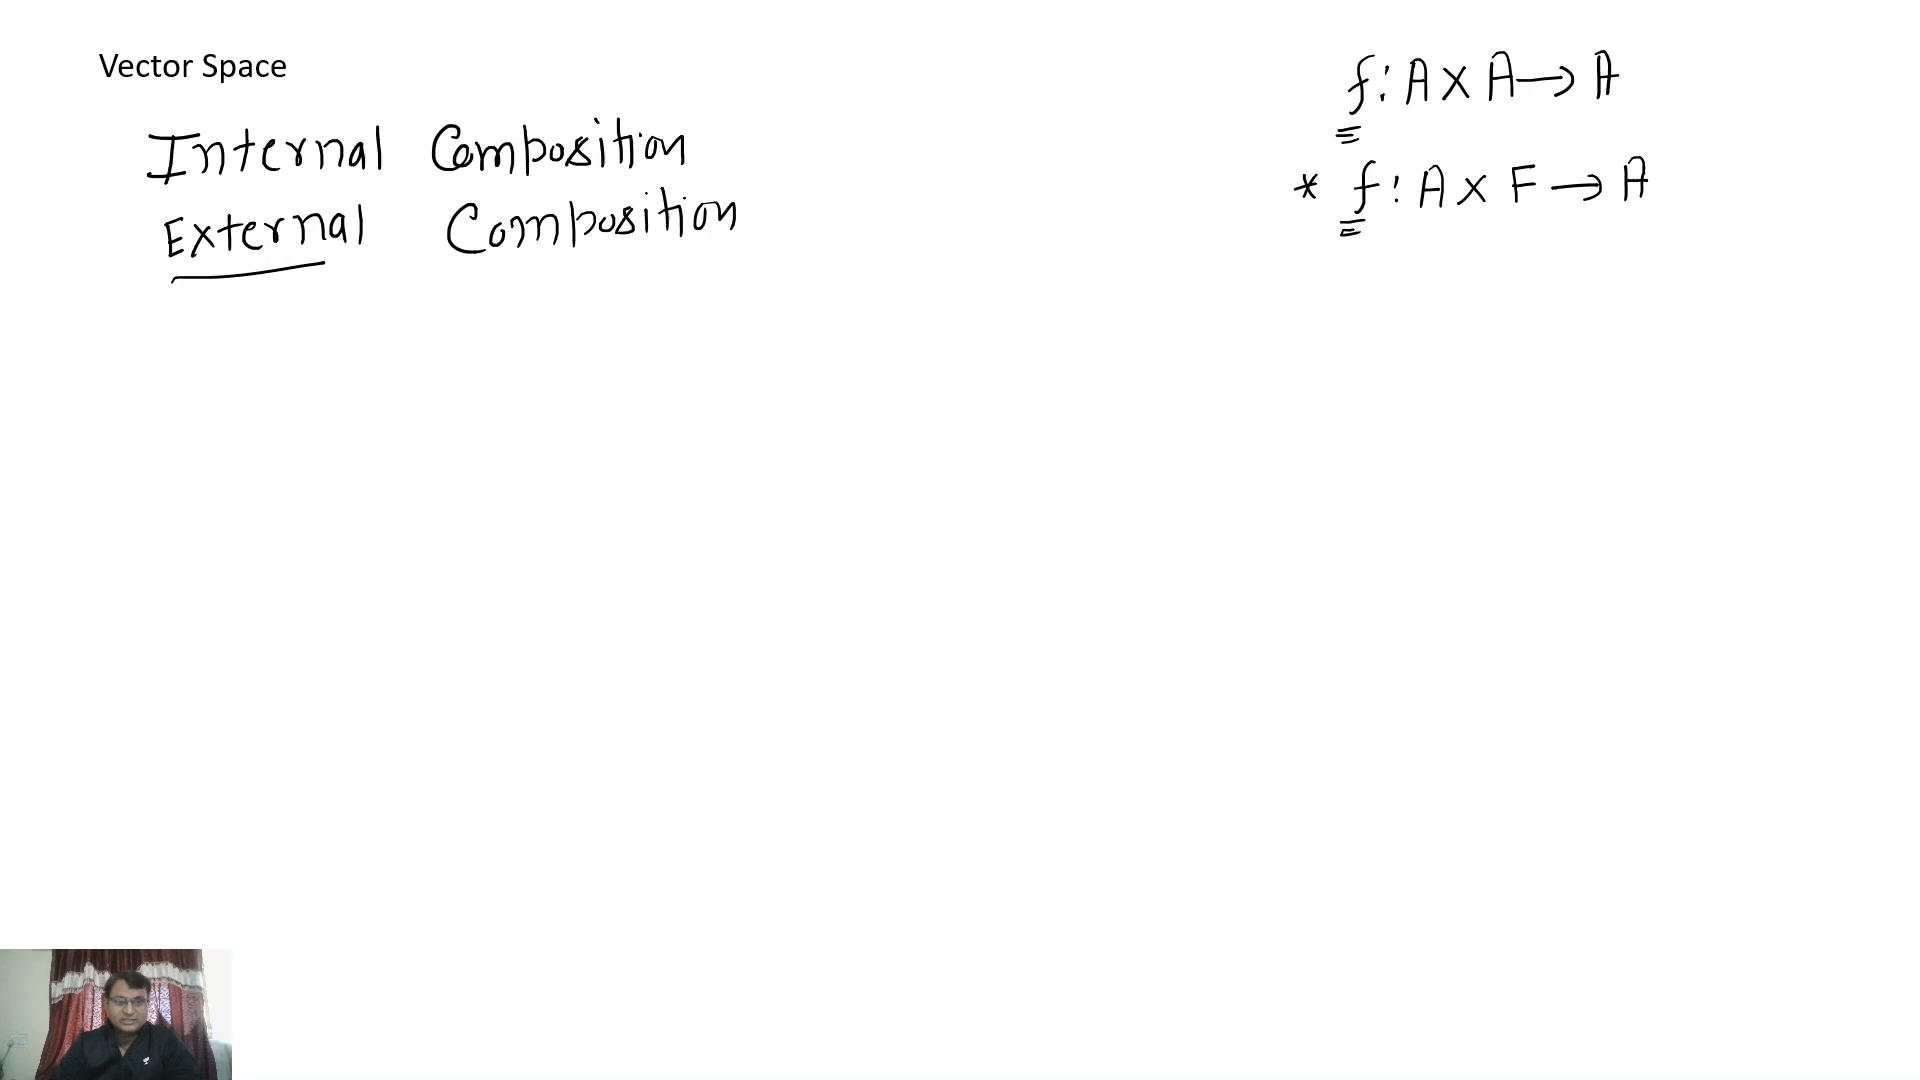 Vector Space
Internal Composition
External Composition
f: A X A → A
* f: A X F → A